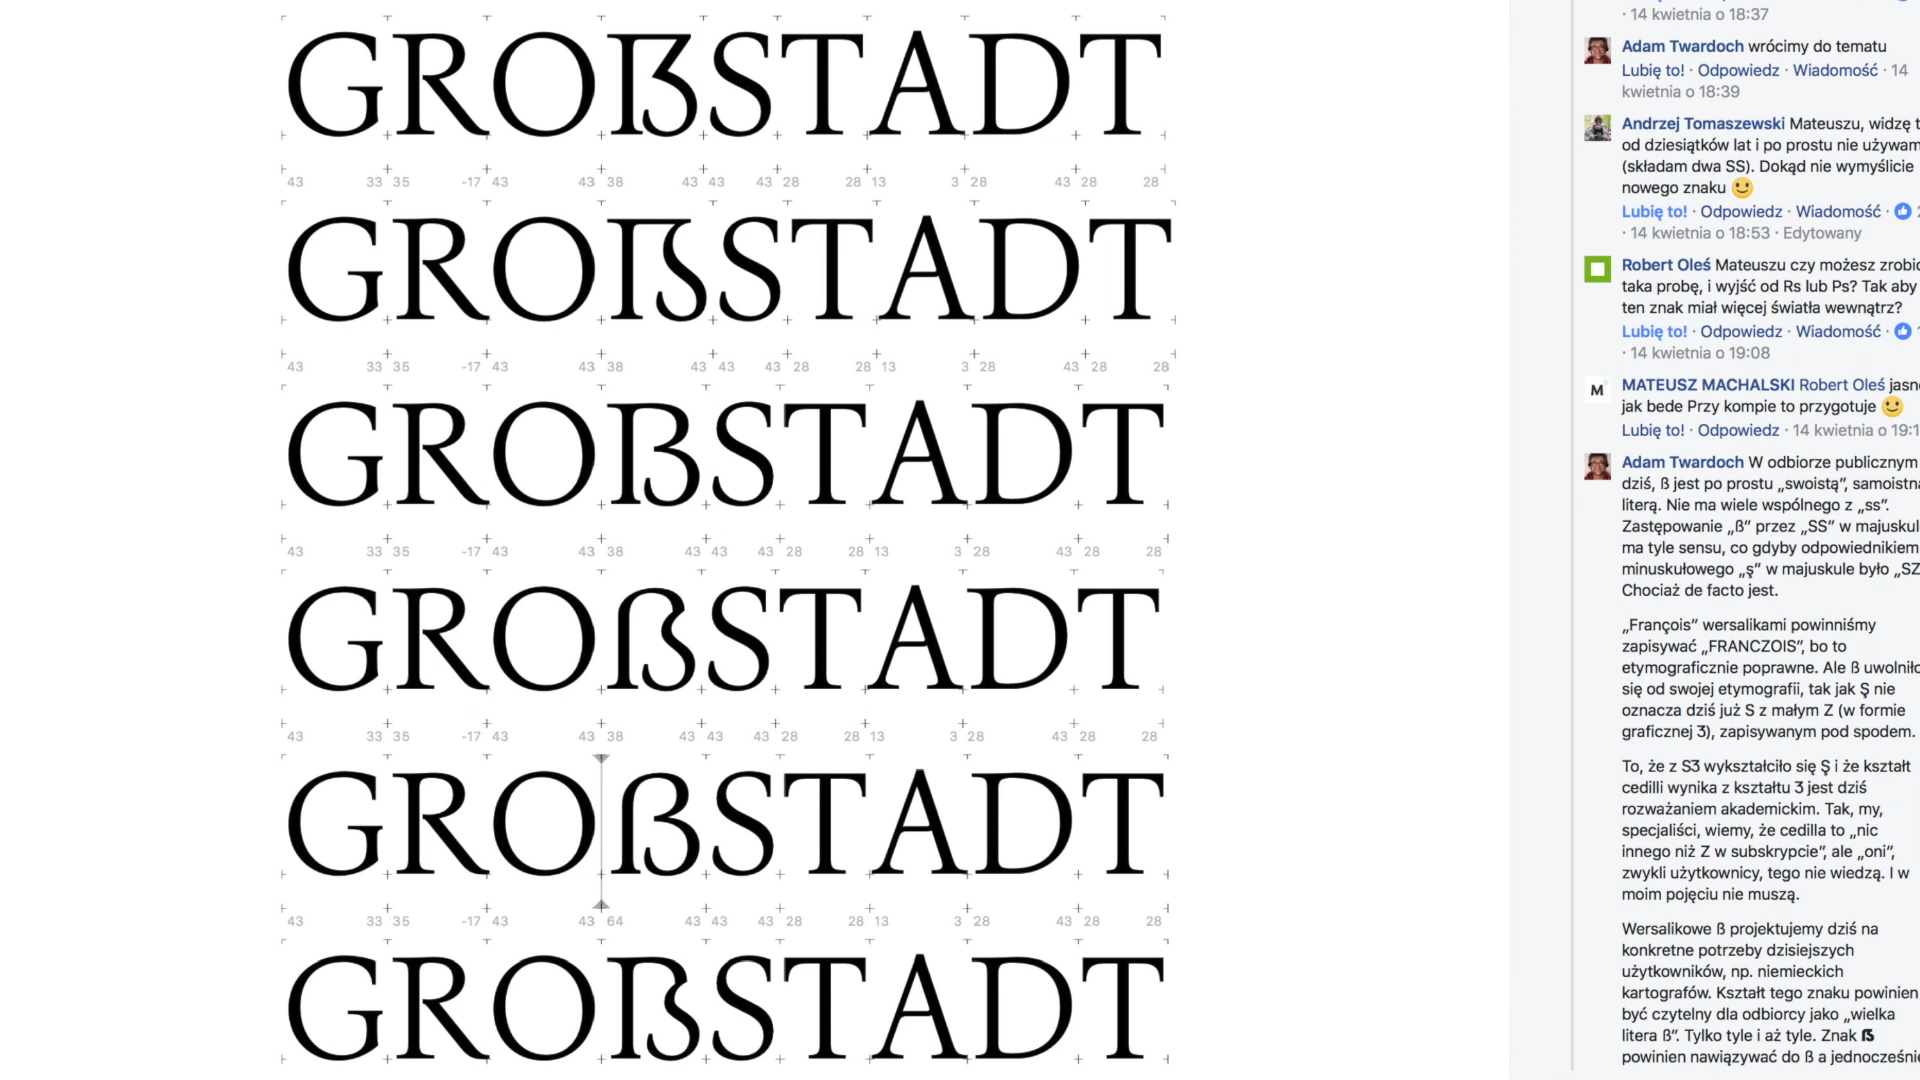 GROẞSTADT
43 33 35 -17 43 43 38 43 43 43 28 28 13 3 28 43 28 28
GROẞSTADT
43 33 35 -17 43 43 38 43 43 43 28 28 13 3 28 43 28 28
GROẞSTADT
43 33 35 -17 43 43 38 43 43 43 28 28 13 3 28 43 28 28
GROẞSTADT
43 33 35 -17 43 43 38 43 43 43 28 28 13 3 28 43 28 28
GROẞSTADT
43 33 35 -17 43 43 64 43 43 43 28 28 13 3 28 43 28 28
GROẞSTADT
· 14 kwietnia o 18:37
Adam Twardoch wrócimy do tematu
Lubię to! · Odpowiedz · Wiadomość · 14
kwietnia o 18:39
Andrzej Tomaszewski Mateuszu, widzę t
od dziesiątków lat i po prostu nie używam
(składam dwa SS). Dokąd nie wymyślicie
nowego znaku 🙂
Lubię to! · Odpowiedz · Wiadomość ·
· 14 kwietnia o 18:53 · Edytowany
Robert Oleś Mateuszu czy możesz zrobić
taka probę, i wyjść od Rs lub Ps? Tak aby
ten znak miał więcej światła wewnątrz?
Lubię to! · Odpowiedz · Wiadomość ·
· 14 kwietnia o 19:08
M
MATEUSZ MACHALSKI Robert Oleś jasne
jak bede Przy kompie to przygotuje 🙂
Lubię to! · Odpowiedz · 14 kwietnia o 19:1
Adam Twardoch W odbiorze publicznym
dziś, ß jest po prostu „swoistą”, samoistną
literą. Nie ma wiele wspólnego z „ss”.
Zastępowanie „ß” przez „SS” w majuskul
ma tyle sensu, co gdyby odpowiednikiem
minuskułowego „ş” w majuskule było „SZ
Chociaż de facto jest.
„François” wersalikami powinniśmy
zapisywać „FRANCZOIS”, bo to
etymograficznie poprawne. Ale ß uwolniło
się od swojej etymografii, tak jak Ş nie
oznacza dziś już S z małym Z (w formie
graficznej Ʒ), zapisywanym pod spodem.
To, że z SƷ wykształciło się Ş i że kształt
cedilli wynika z kształtu Ʒ jest dziś
rozważaniem akademickim. Tak, my,
specjaliści, wiemy, że cedilla to „nic
innego niż Z w subskrypcie”, ale „oni”,
zwykli użytkownicy, tego nie wiedzą. I w
moim pojęciu nie muszą.
Wersalikowe ß projektujemy dziś na
konkretne potrzeby dzisiejszych
użytkowników, np. niemieckich
kartografów. Kształt tego znaku powinien
być czytelny dla odbiorcy jako „wielka
litera ß”. Tylko tyle i aż tyle. Znak ẞ
powinien nawiązywać do ß a jednocześnie